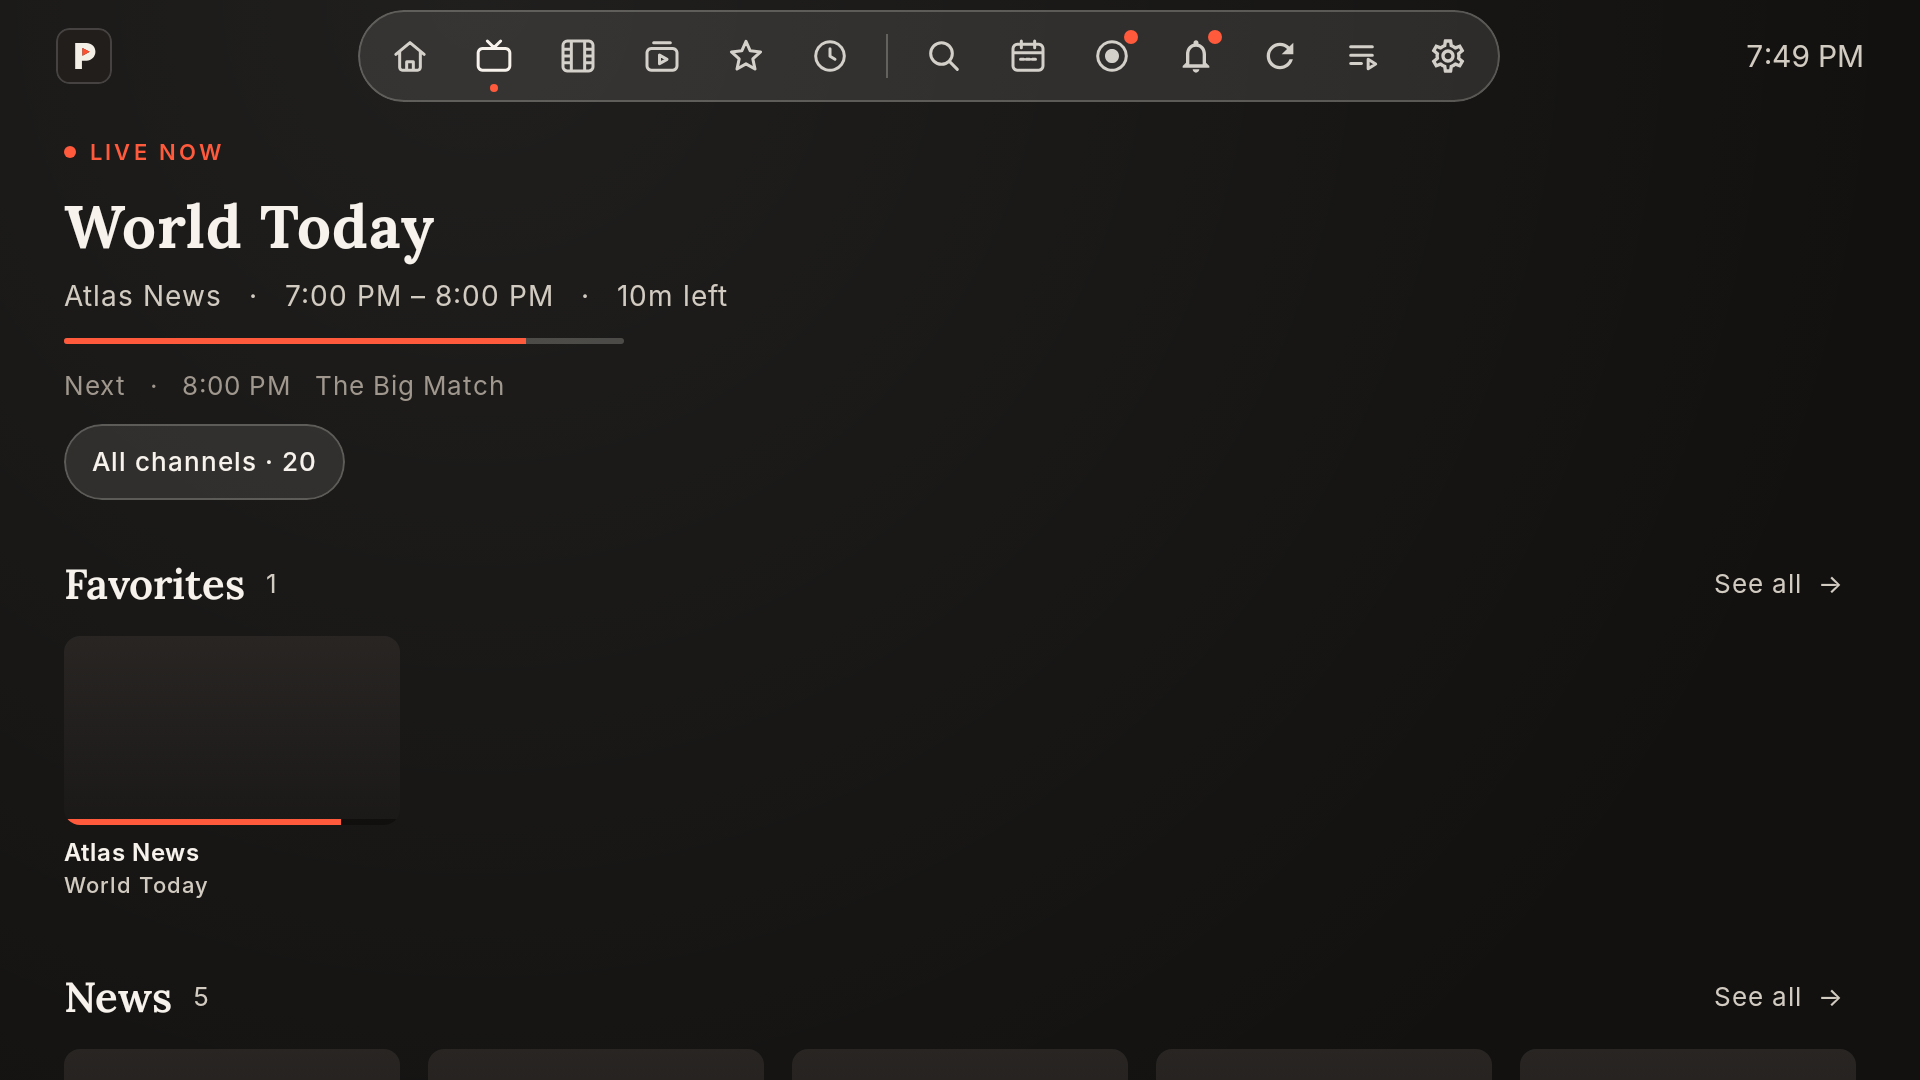 P
7:49 PM
LIVE NOW
World Today
Atlas News · 7:00 PM – 8:00 PM · 10m left
Next · 8:00 PM The Big Match
All channels · 20
Favorites 1
See all →
Atlas News
World Today
News 5
See all →